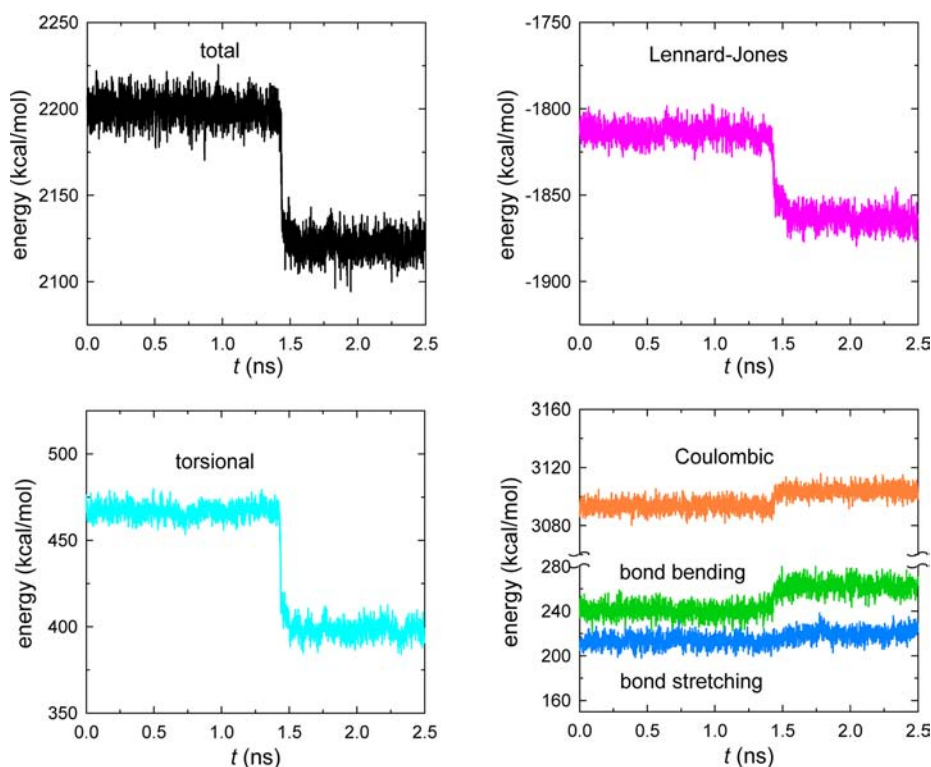 2250
total
2200
2150
2100
energy (kcal/mol)
0.0 0.5 1.0 1.5 2.0 2.5
t (ns)
-1750
Lennard-Jones
-1800
-1850
-1900
energy (kcal/mol)
0.0 0.5 1.0 1.5 2.0 2.5
t (ns)
500
torsional
450
400
350
energy (kcal/mol)
0.0 0.5 1.0 1.5 2.0 2.5
t (ns)
3160
Coulombic
3120
3080
280
bond bending
240
200
bond stretching
160
energy (kcal/mol)
0.0 0.5 1.0 1.5 2.0 2.5
t (ns)